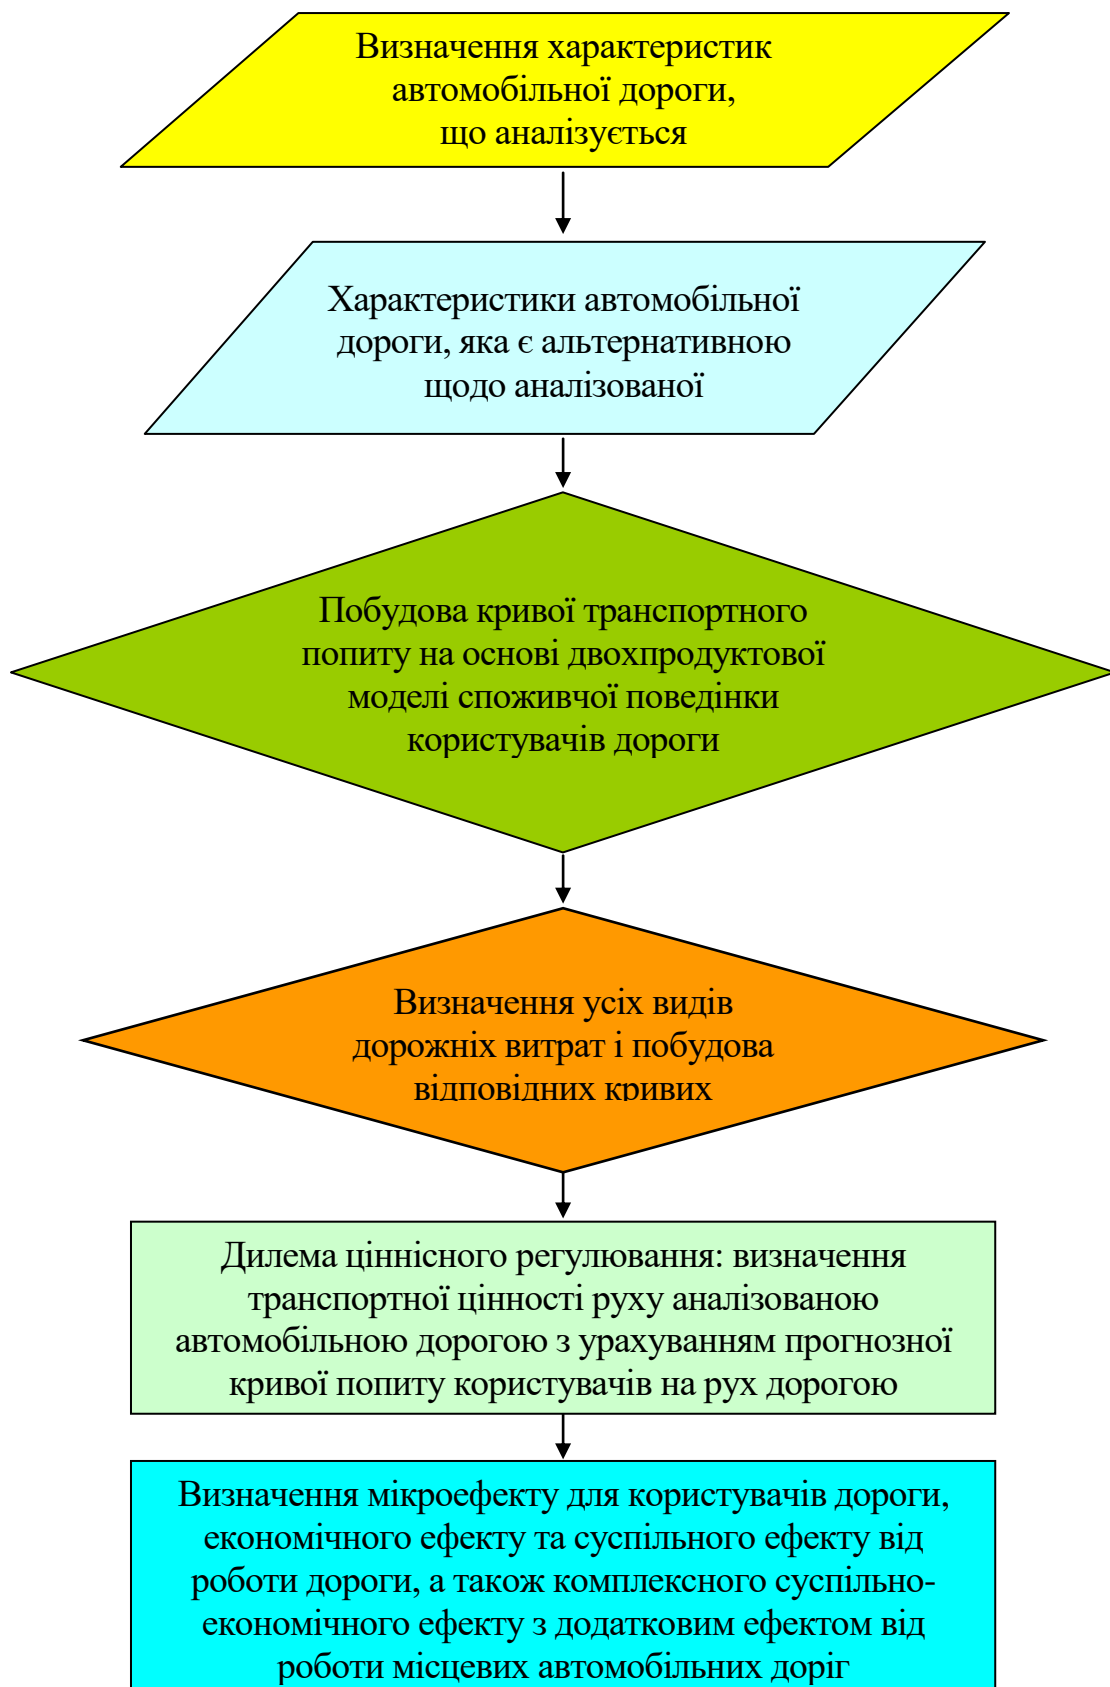 Визначення характеристик
автомобільної дороги,
що аналізується
Характеристики автомобільної
дороги, яка є альтернативною
щодо аналізованої
Побудова кривої транспортного
попиту на основі двохпродуктової
моделі споживчої поведінки
користувачів дороги
Визначення усіх видів
дорожніх витрат і побудова
відповідних кривих
Дилема ціннісного регулювання: визначення
транспортної цінності руху аналізованою
автомобільною дорогою з урахуванням прогнозної
кривої попиту користувачів на рух дорогою
Визначення мікроефекту для користувачів дороги,
економічного ефекту та суспільного ефекту від
роботи дороги, а також комплексного суспільно-
економічного ефекту з додатковим ефектом від
роботи місцевих автомобільних доріг